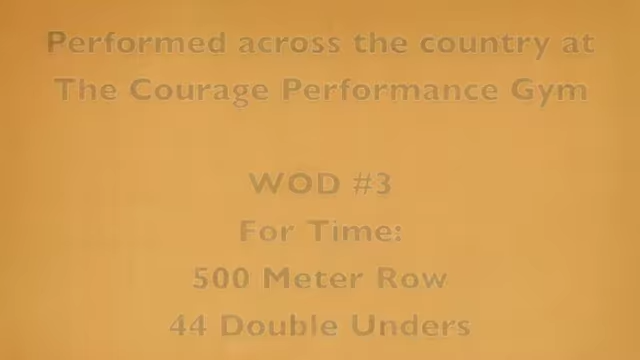 Performed across the country at
The Courage Performance Gym
WOD #3
For Time:
500 Meter Row
44 Double Unders